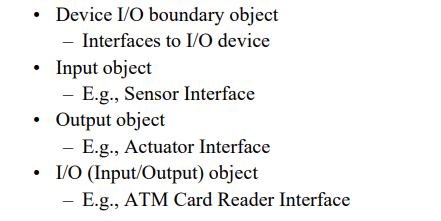 • Device I/O boundary object
– Interfaces to I/O device
• Input object
– E.g., Sensor Interface
• Output object
– E.g., Actuator Interface
• I/O (Input/Output) object
– E.g., ATM Card Reader Interface